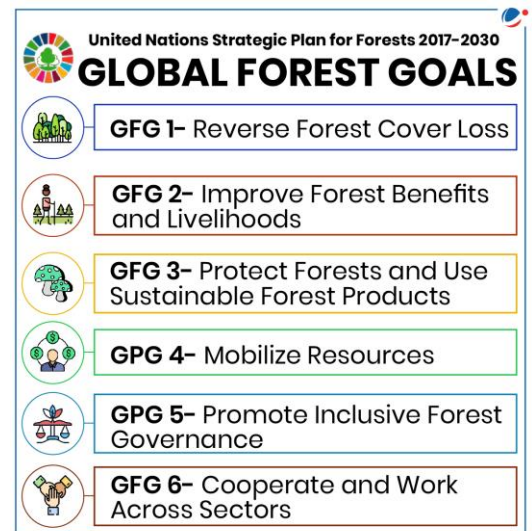 United Nations Strategic Plan for Forests 2017-2030
GLOBAL FOREST GOALS
GFG 1- Reverse Forest Cover Loss
GFG 2- Improve Forest Benefits
and Livelihoods
GFG 3- Protect Forests and Use
Sustainable Forest Products
GPG 4- Mobilize Resources
GPG 5- Promote Inclusive Forest
Governance
GFG 6- Cooperate and Work
Across Sectors